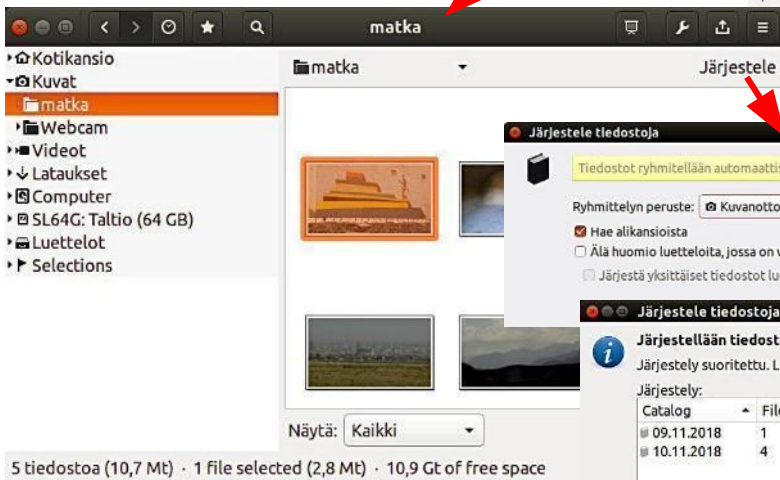 matka
Kotikansio
Kuvat
matka
Webcam
Videot
Lataukset
Computer
SL64G: Taltio (64 GB)
Luettelot
Selections
matka
Järjestele
Järjestele tiedostoja
Tiedostot ryhmitellään automaattis
Ryhmittelyn peruste: Kuvanotto
Hae alikansioista
Älä huomio luetteloita, jossa on v
Järjestä yksittäiset tiedostot lu
Järjestele tiedostoja
Järjestellään tiedost
Järjestely suoritettu. L
Järjestely:
Catalog File
09.11.2018 1
10.11.2018 4
Näytä: Kaikki
5 tiedostoa (10,7 Mt) · 1 file selected (2,8 Mt) · 10,9 Gt of free space